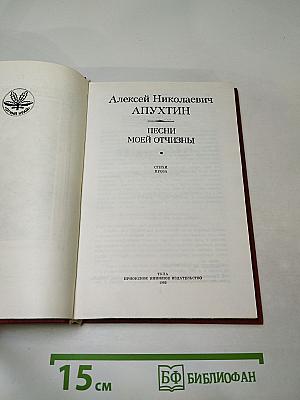 Алексей Николаевич
АПУХТИН
ПЕСНИ
МОЕЙ ОТЧИЗНЫ
СТИХИ
ПРОЗА
ТУЛА
ПРИОКСКОЕ КНИЖНОЕ ИЗДАТЕЛЬСТВО
15 см
БФ БИБЛИОФАН